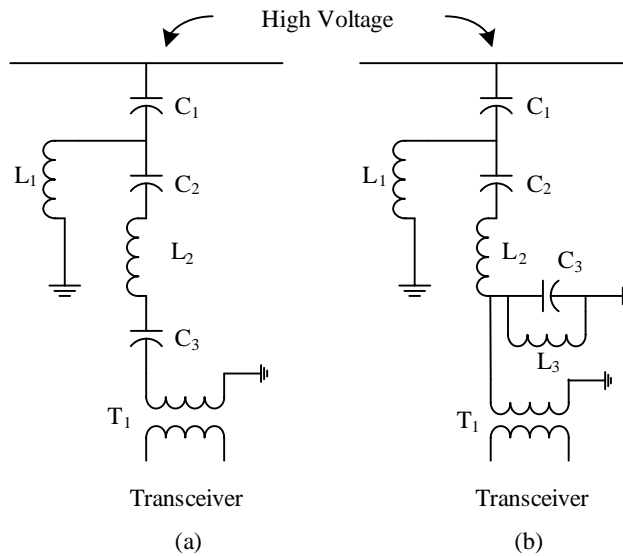 High Voltage
C₁
L₁
C₂
L₂
C₃
T₁
Transceiver
(a)
C₁
L₁
C₂
L₂
C₃
L₃
T₁
Transceiver
(b)